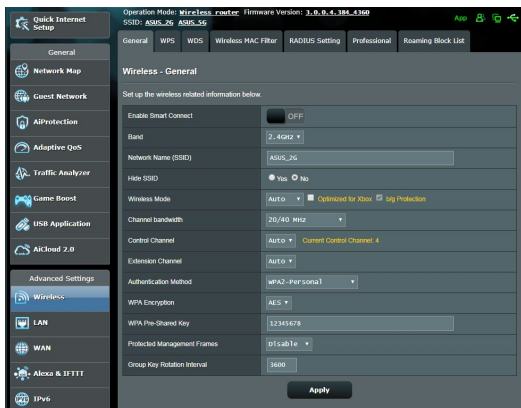 Quick Internet
Setup
General
Network Map
Guest Network
AiProtection
Adaptive QoS
Traffic Analyzer
Game Boost
USB Application
AiCloud 2.0
Advanced Settings
Wireless
LAN
WAN
Alexa & IFTTT
IPv6
Operation Mode: Wireless router Firmware Version: 3.0.0.4.384_4360
SSID: ASUS_2G ASUS_5G
App
General WPS WDS Wireless MAC Filter RADIUS Setting Professional Roaming Block List
Wireless - General
Set up the wireless related information below.
Enable Smart Connect OFF
Band 2.4GHz
Network Name (SSID) ASUS_2G
Hide SSID Yes No
Wireless Mode Auto Optimized for Xbox b/g Protection
Channel bandwidth 20/40 MHz
Control Channel Auto Current Control Channel: 4
Extension Channel Auto
Authentication Method WPA2-Personal
WPA Encryption AES
WPA Pre-Shared Key 12345678
Protected Management Frames Disable
Group Key Rotation Interval 3600
Apply